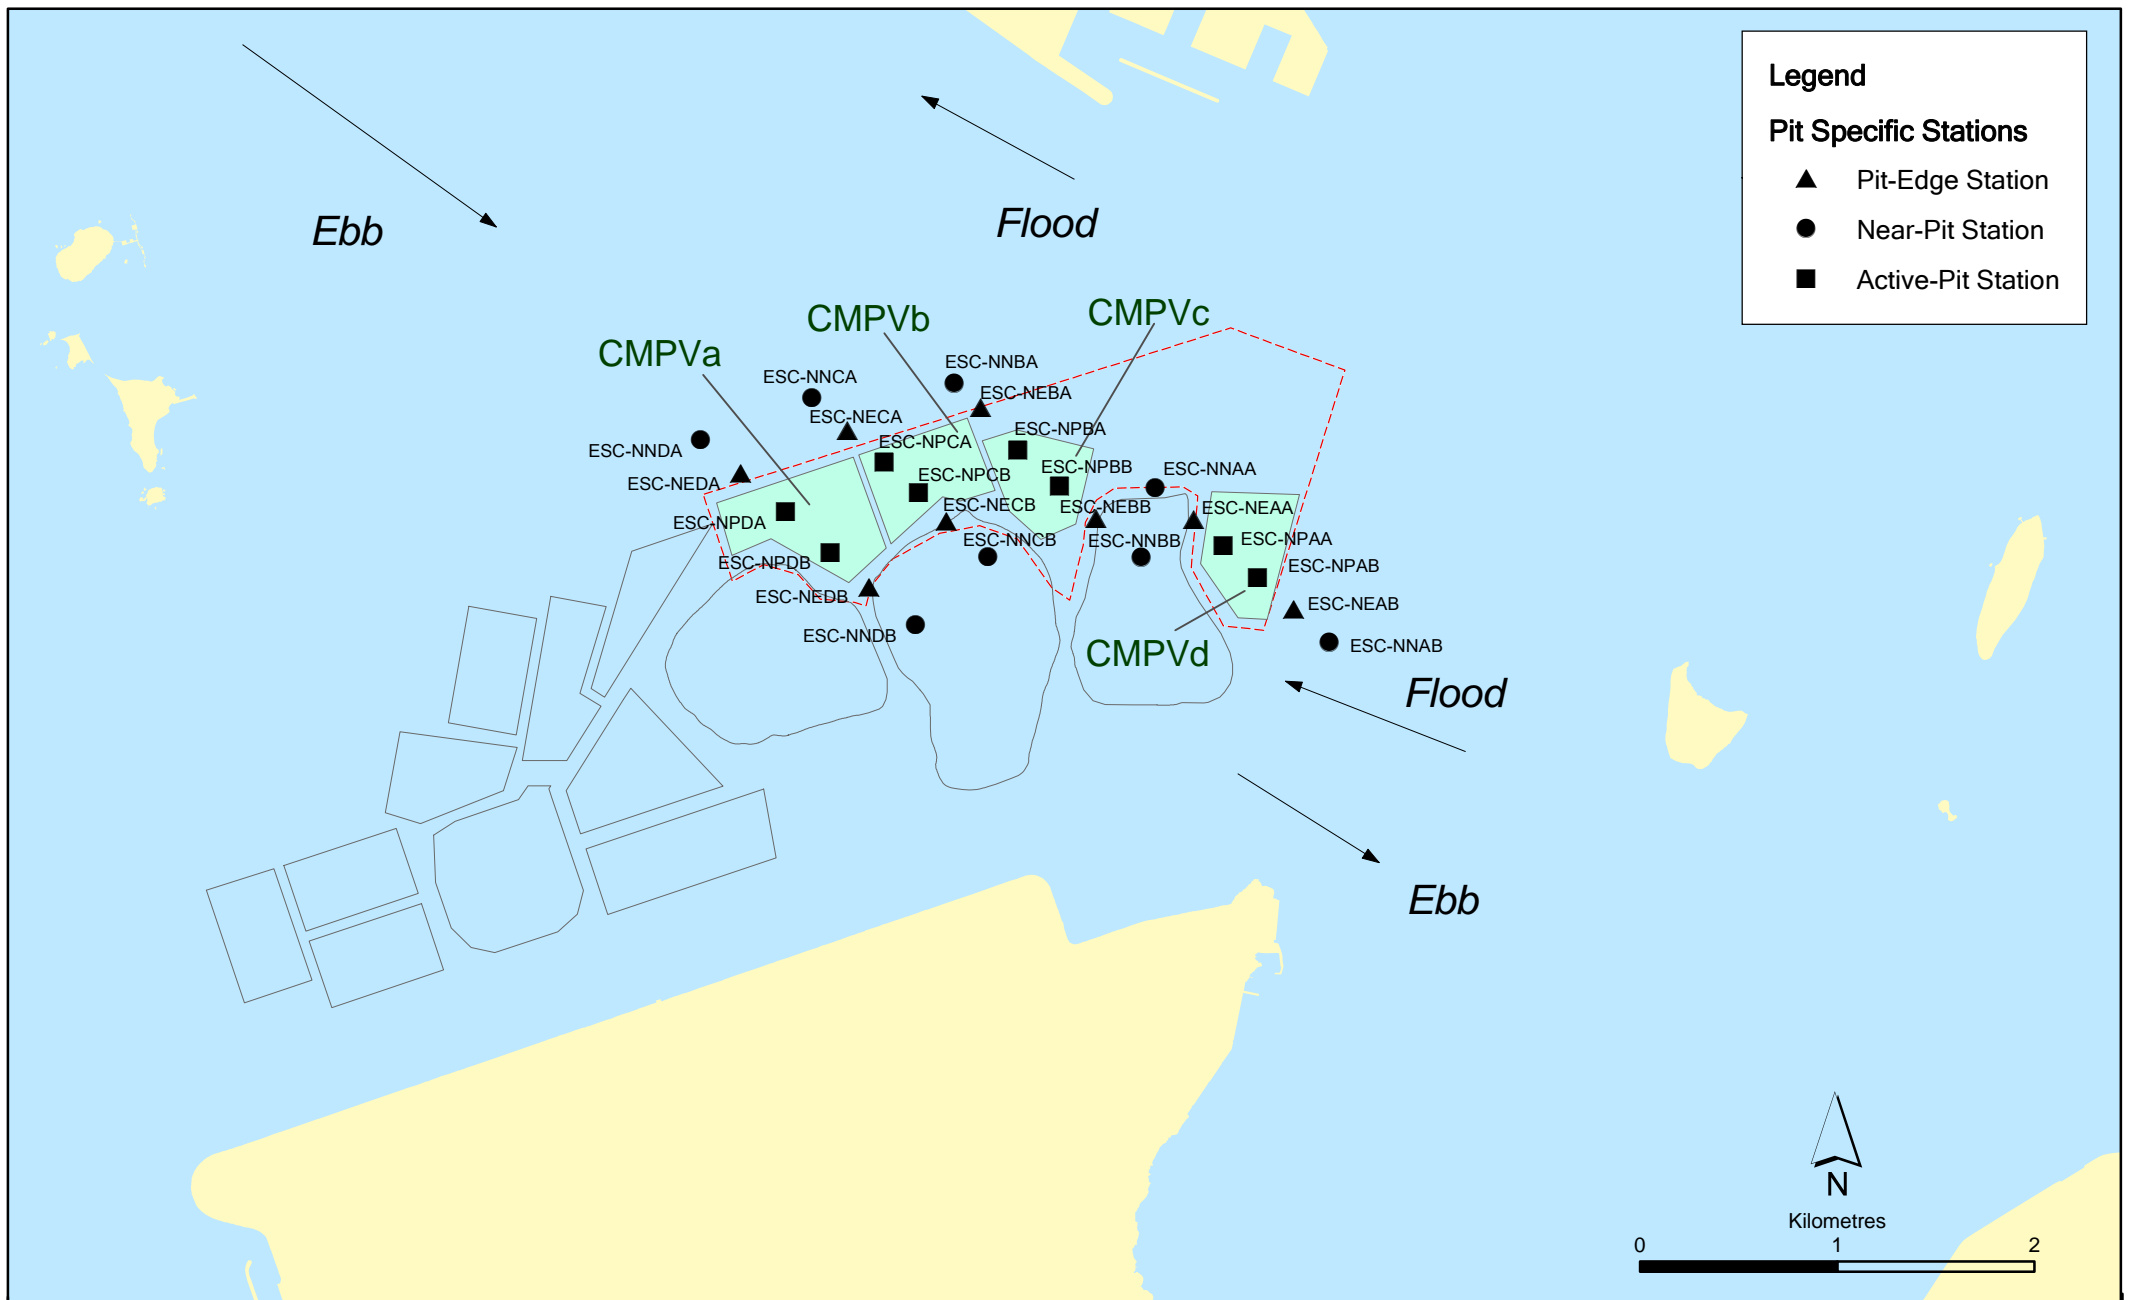 Legend
Pit Specific Stations
Pit-Edge Station
Near-Pit Station
Active-Pit Station
Ebb
Flood
CMPVa
CMPVb
CMPVc
ESC-NNCA
ESC-NNBA
ESC-NEBA
ESC-NECA
ESC-NPBA
ESC-NPCA
ESC-NNDA
ESC-NEDA
ESC-NPCB
ESC-NPBB
ESC-NNAA
ESC-NECB
ESC-NEBB
ESC-NEAA
ESC-NPDA
ESC-NNCB
ESC-NNBB
ESC-NPAA
ESC-NPDB
ESC-NPAB
ESC-NEDB
ESC-NEAB
ESC-NNDB
ESC-NNAB
CMPVd
Flood
Ebb
N
Kilometres
0 1 2